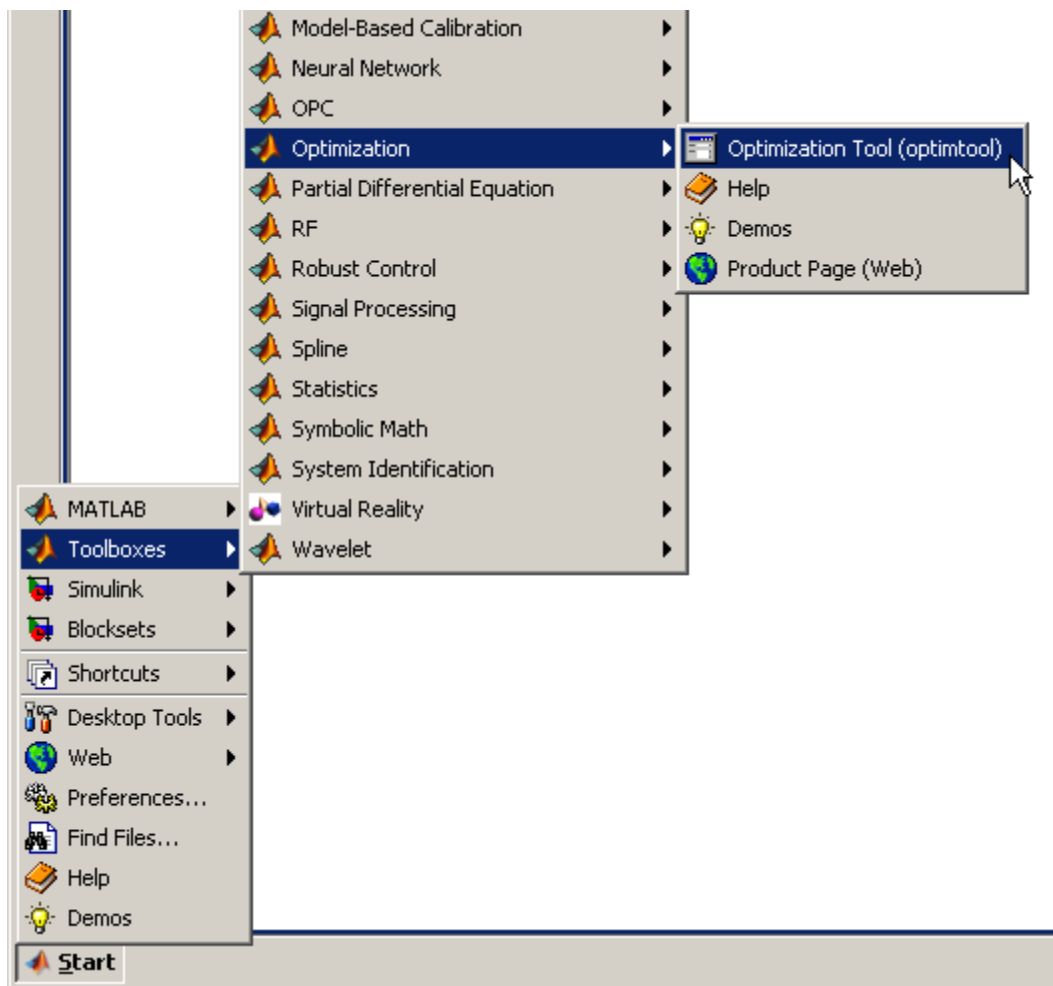 Model-Based Calibration
Neural Network
OPC
Optimization
Partial Differential Equation
RF
Robust Control
Signal Processing
Spline
Statistics
Symbolic Math
System Identification
Virtual Reality
Wavelet
Optimization Tool (optimtool)
Help
Demos
Product Page (Web)
MATLAB
Toolboxes
Simulink
Blocksets
Shortcuts
Desktop Tools
Web
Preferences...
Find Files...
Help
Demos
Start